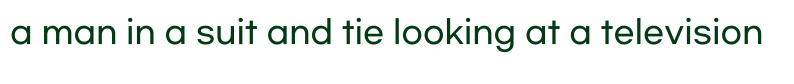 a man in a suit and tie looking at a television